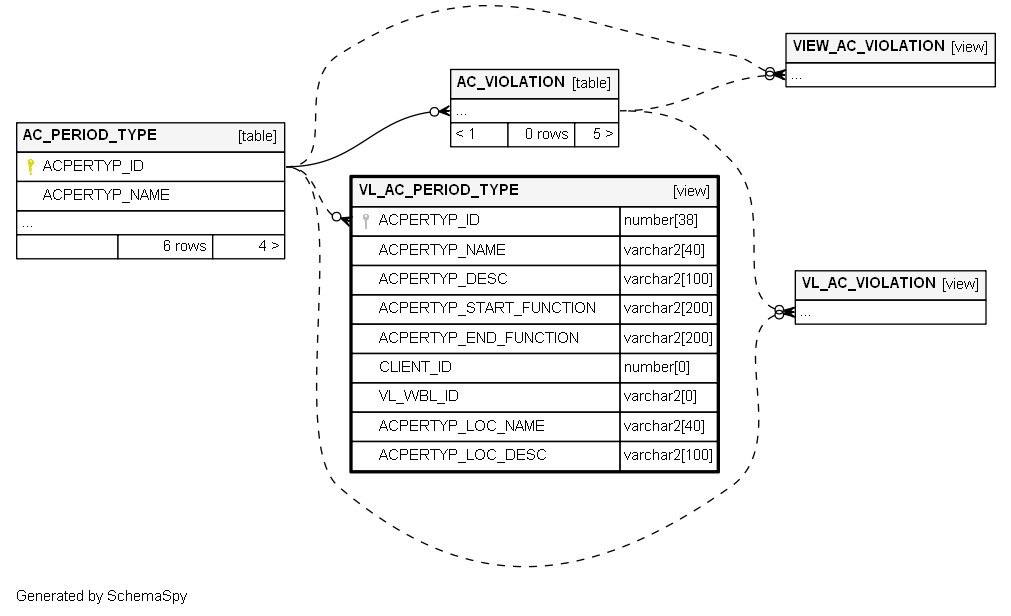 VIEW_AC_VIOLATION [view]
...
AC_VIOLATION [table]
...
< 1 0 rows 5 >
AC_PERIOD_TYPE [table]
ACPERTYP_ID
ACPERTYP_NAME
...
6 rows 4 >
VL_AC_PERIOD_TYPE [view]
ACPERTYP_ID number[38]
ACPERTYP_NAME varchar2[40]
ACPERTYP_DESC varchar2[100]
ACPERTYP_START_FUNCTION varchar2[200]
ACPERTYP_END_FUNCTION varchar2[200]
CLIENT_ID number[0]
VL_WBL_ID varchar2[0]
ACPERTYP_LOC_NAME varchar2[40]
ACPERTYP_LOC_DESC varchar2[100]
VL_AC_VIOLATION [view]
...
Generated by SchemaSpy